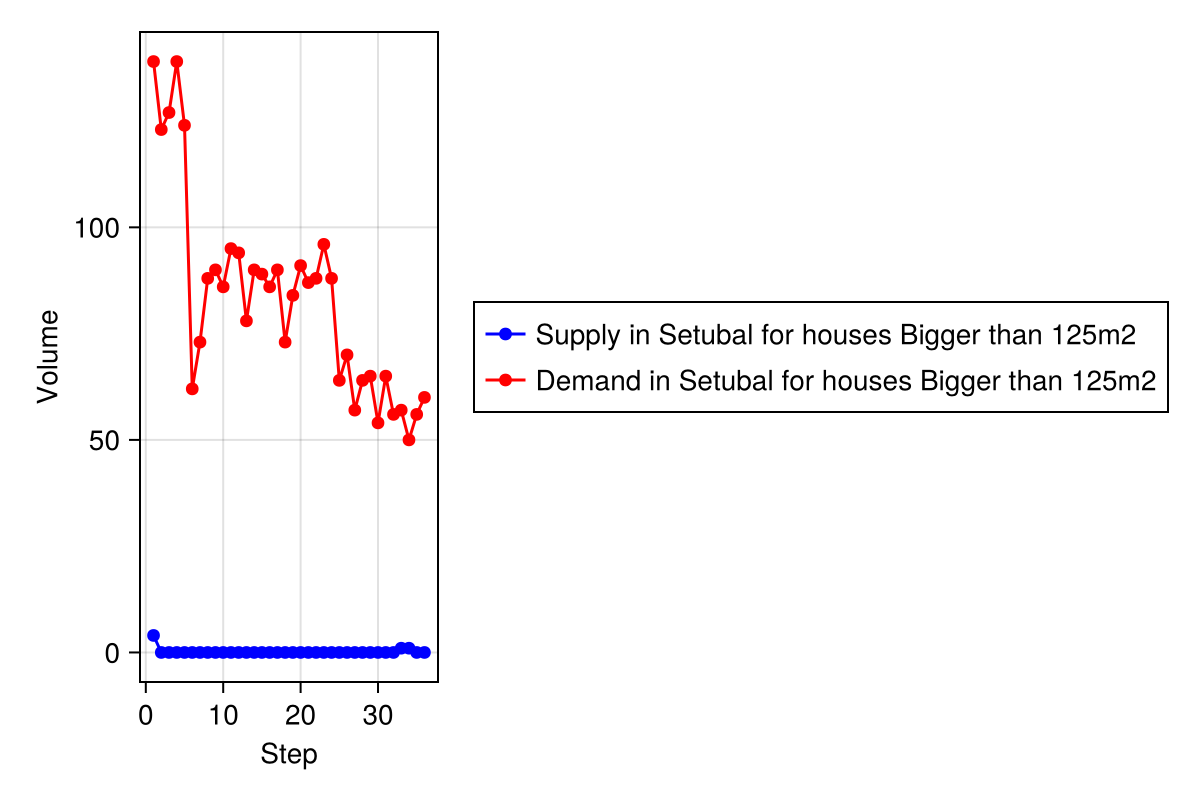 Volume
100
50
0
0 10 20 30
Step
Supply in Setubal for houses Bigger than 125m2
Demand in Setubal for houses Bigger than 125m2